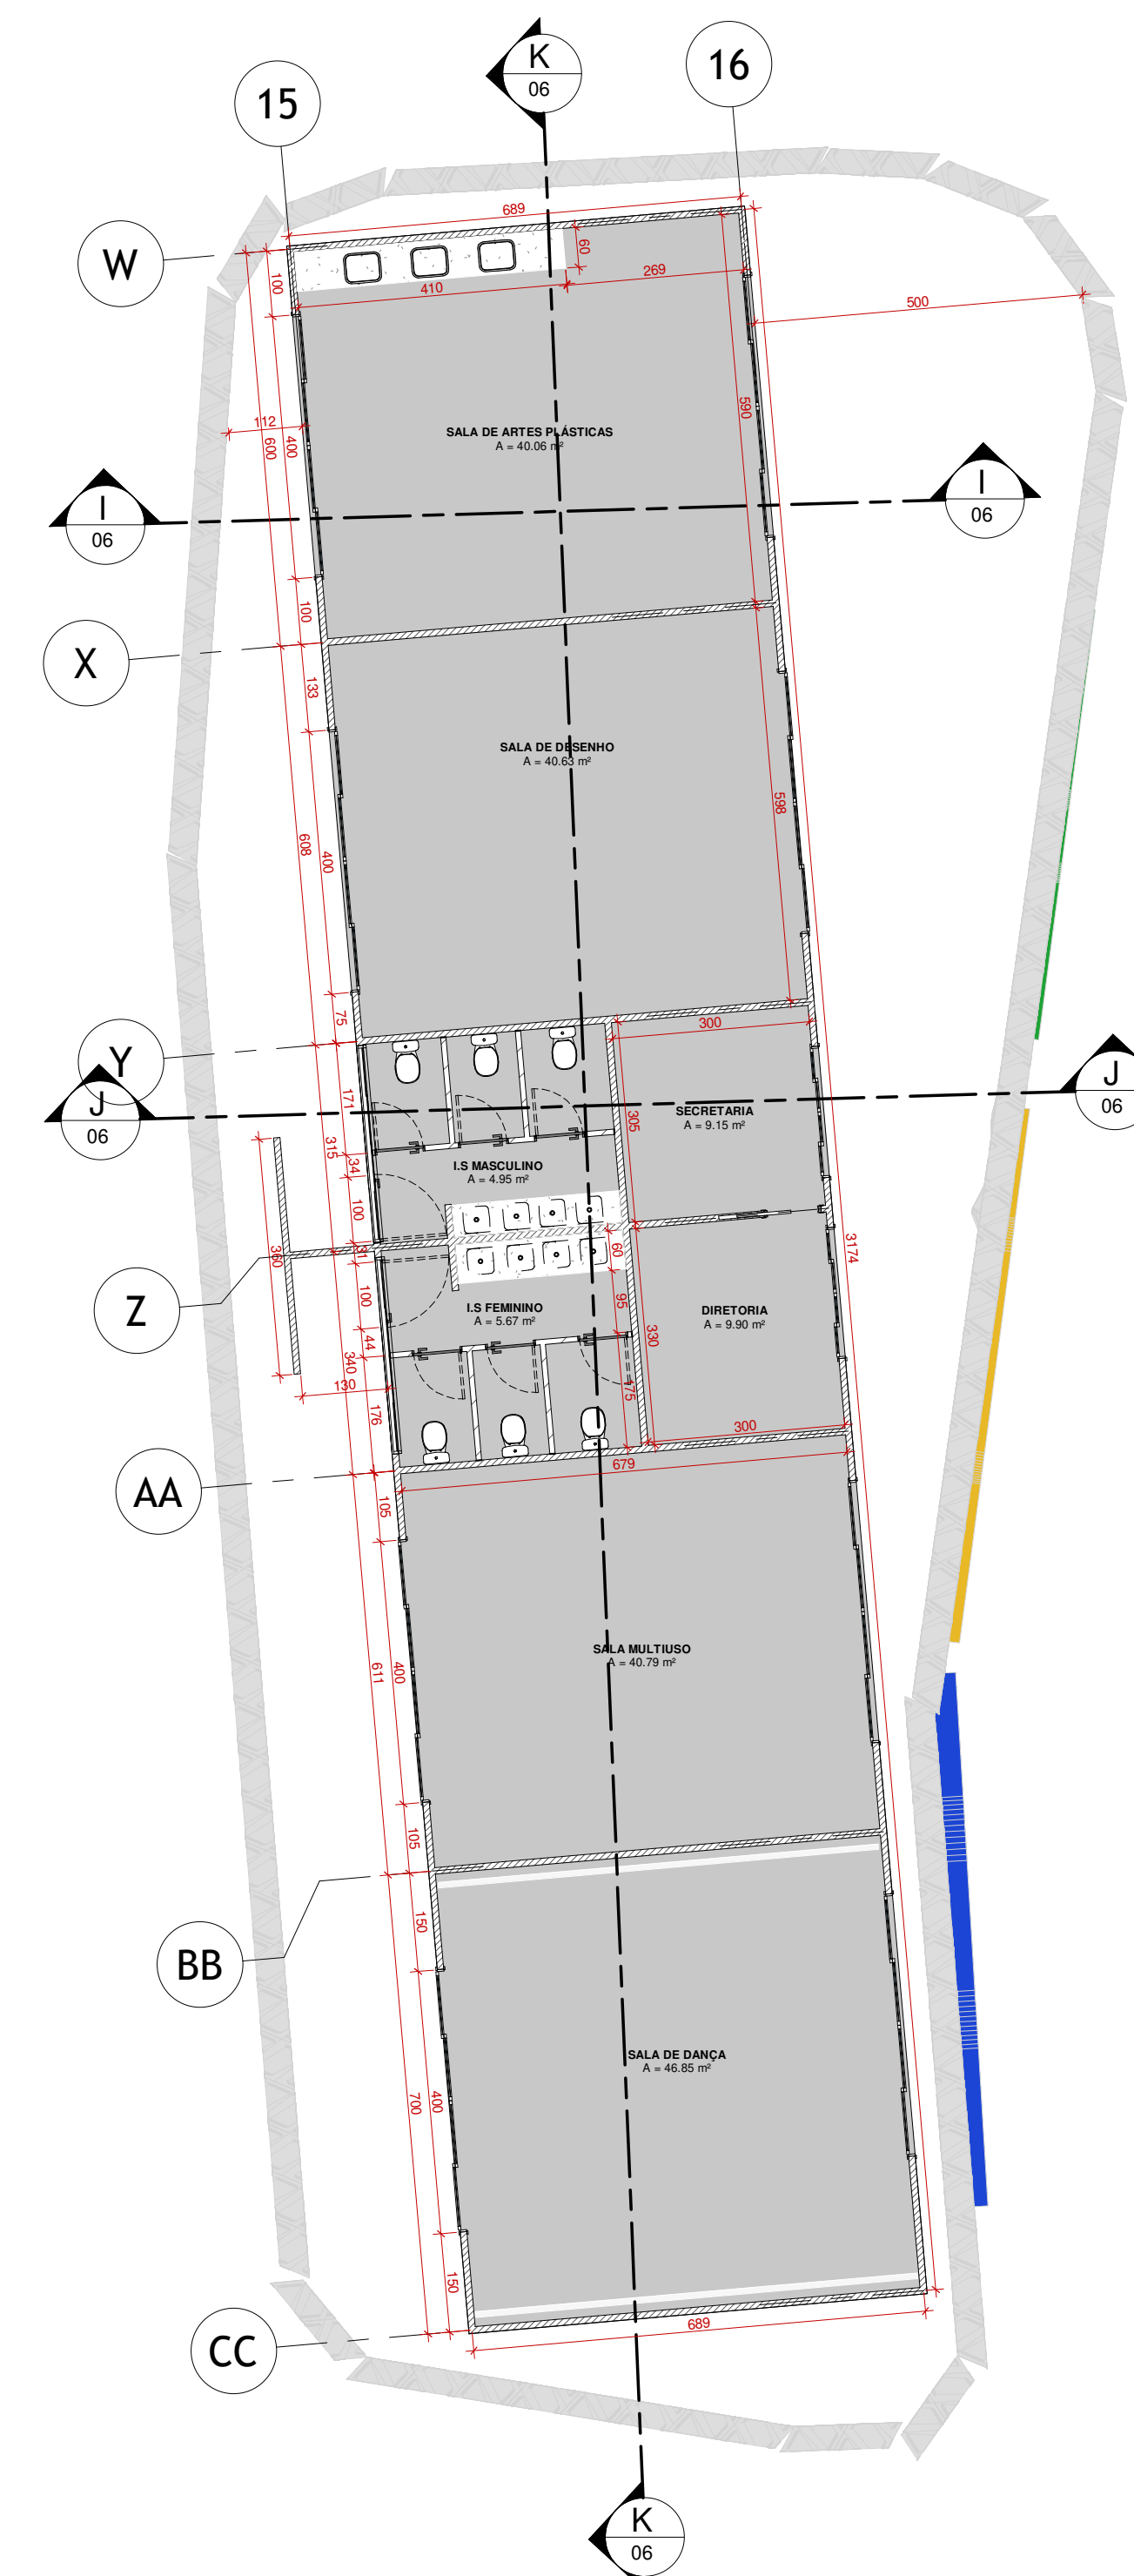 K
06
15
16
W
689
60
410
269
100
500
112
600
400
590
SALA DE ARTES PLÁSTICAS
A = 40.06 m²
I
06
I
06
100
X
133
SALA DE DESENHO
A = 40.63 m²
598
608
400
75
300
Y
J
06
J
06
171
315
34
100
305
SECRETARIA
A = 9.15 m²
I.S MASCULINO
A = 4.95 m²
360
31
60
3174
Z
100
44
340
130
176
95
330
175
I.S FEMININO
A = 5.67 m²
DIRETORIA
A = 9.90 m²
300
679
AA
105
611
400
SALA MULTIUSO
A = 40.79 m²
105
BB
150
SALA DE DANÇA
A = 46.85 m²
700
400
150
689
CC
K
06